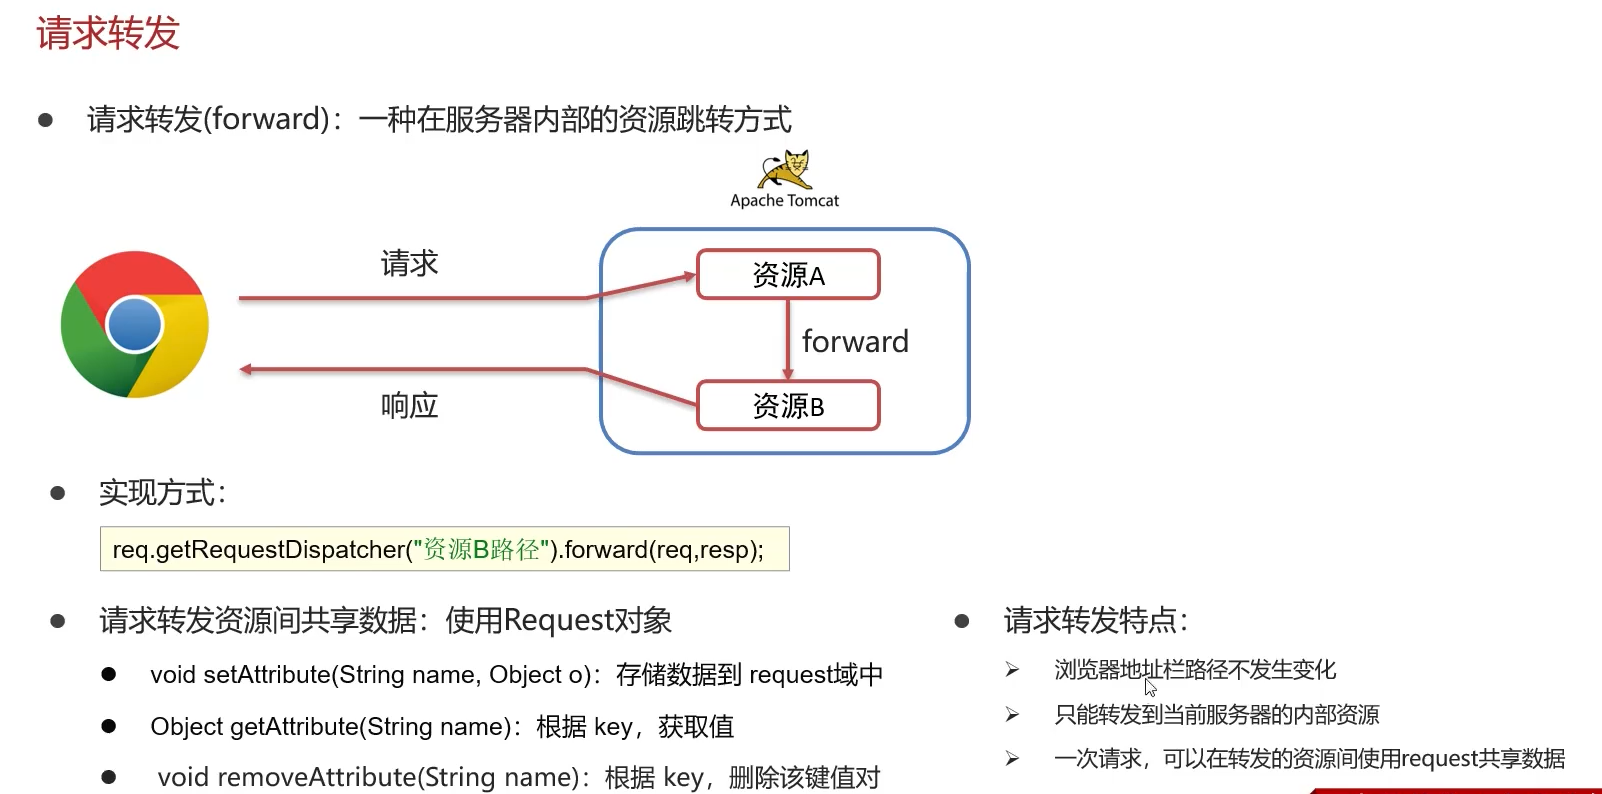 请求转发
请求转发(forward)：一种在服务器内部的资源跳转方式
Apache Tomcat
请求
资源A
forward
响应
资源B
实现方式：
req.getRequestDispatcher("资源B路径").forward(req,resp);
请求转发资源间共享数据：使用Request对象
void setAttribute(String name, Object o)：存储数据到 request域中
Object getAttribute(String name)：根据 key，获取值
void removeAttribute(String name)：根据 key，删除该键值对
请求转发特点：
浏览器地址栏路径不发生变化
只能转发到当前服务器的内部资源
一次请求，可以在转发的资源间使用request共享数据